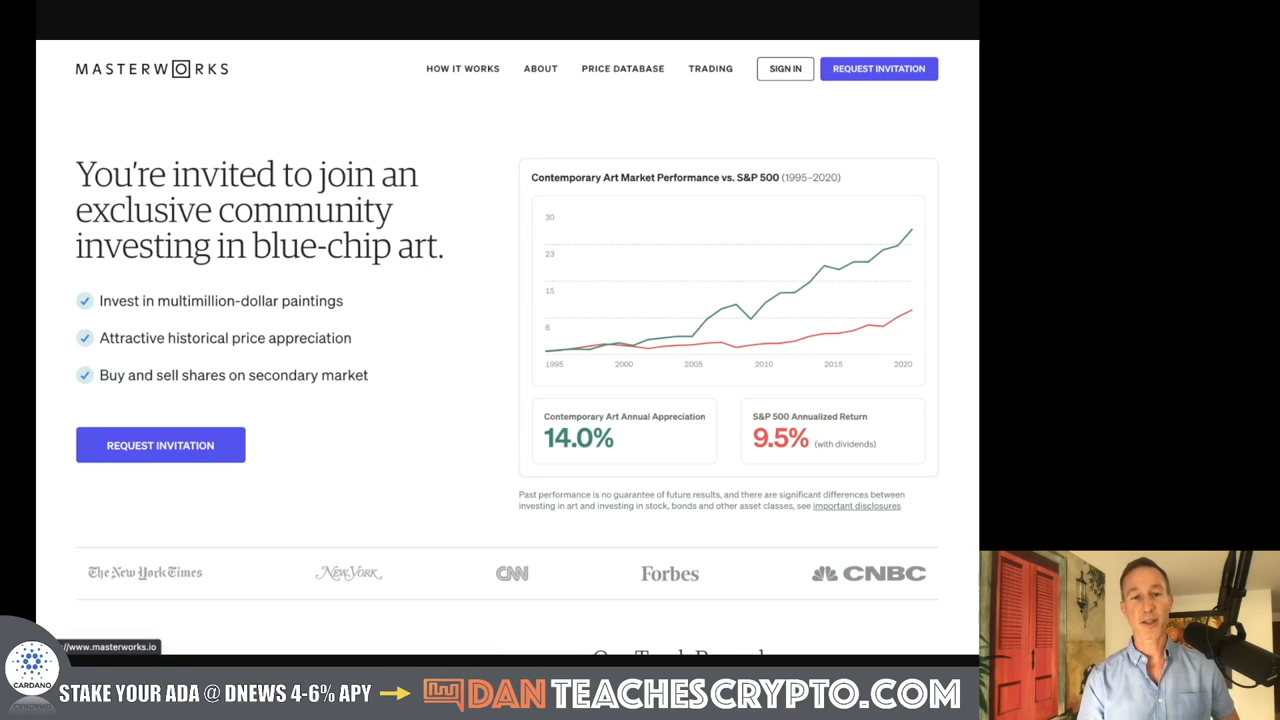 MASTERWORKS
HOW IT WORKS
ABOUT
PRICE DATABASE
TRADING
SIGN IN
REQUEST INVITATION
You're invited to join an
exclusive community
investing in blue-chip art.
Invest in multimillion-dollar paintings
Attractive historical price appreciation
Buy and sell shares on secondary market
REQUEST INVITATION
Contemporary Art Market Performance vs. S&P 500 (1995–2020)
30
23
15
8
1995 2000 2005 2010 2015 2020
Contemporary Art Annual Appreciation
14.0%
S&P 500 Annualized Return
9.5% (with dividends)
Past performance is no guarantee of future results, and there are significant differences between
investing in art and investing in stock, bonds and other asset classes, see important disclosures
The New York Times
NEW YORK
CNN
Forbes
CNBC
//www.masterworks.io
CARDANO
STAKE YOUR ADA @ DNEWS 4-6% APY
DANTEACHESCRYPTO.COM